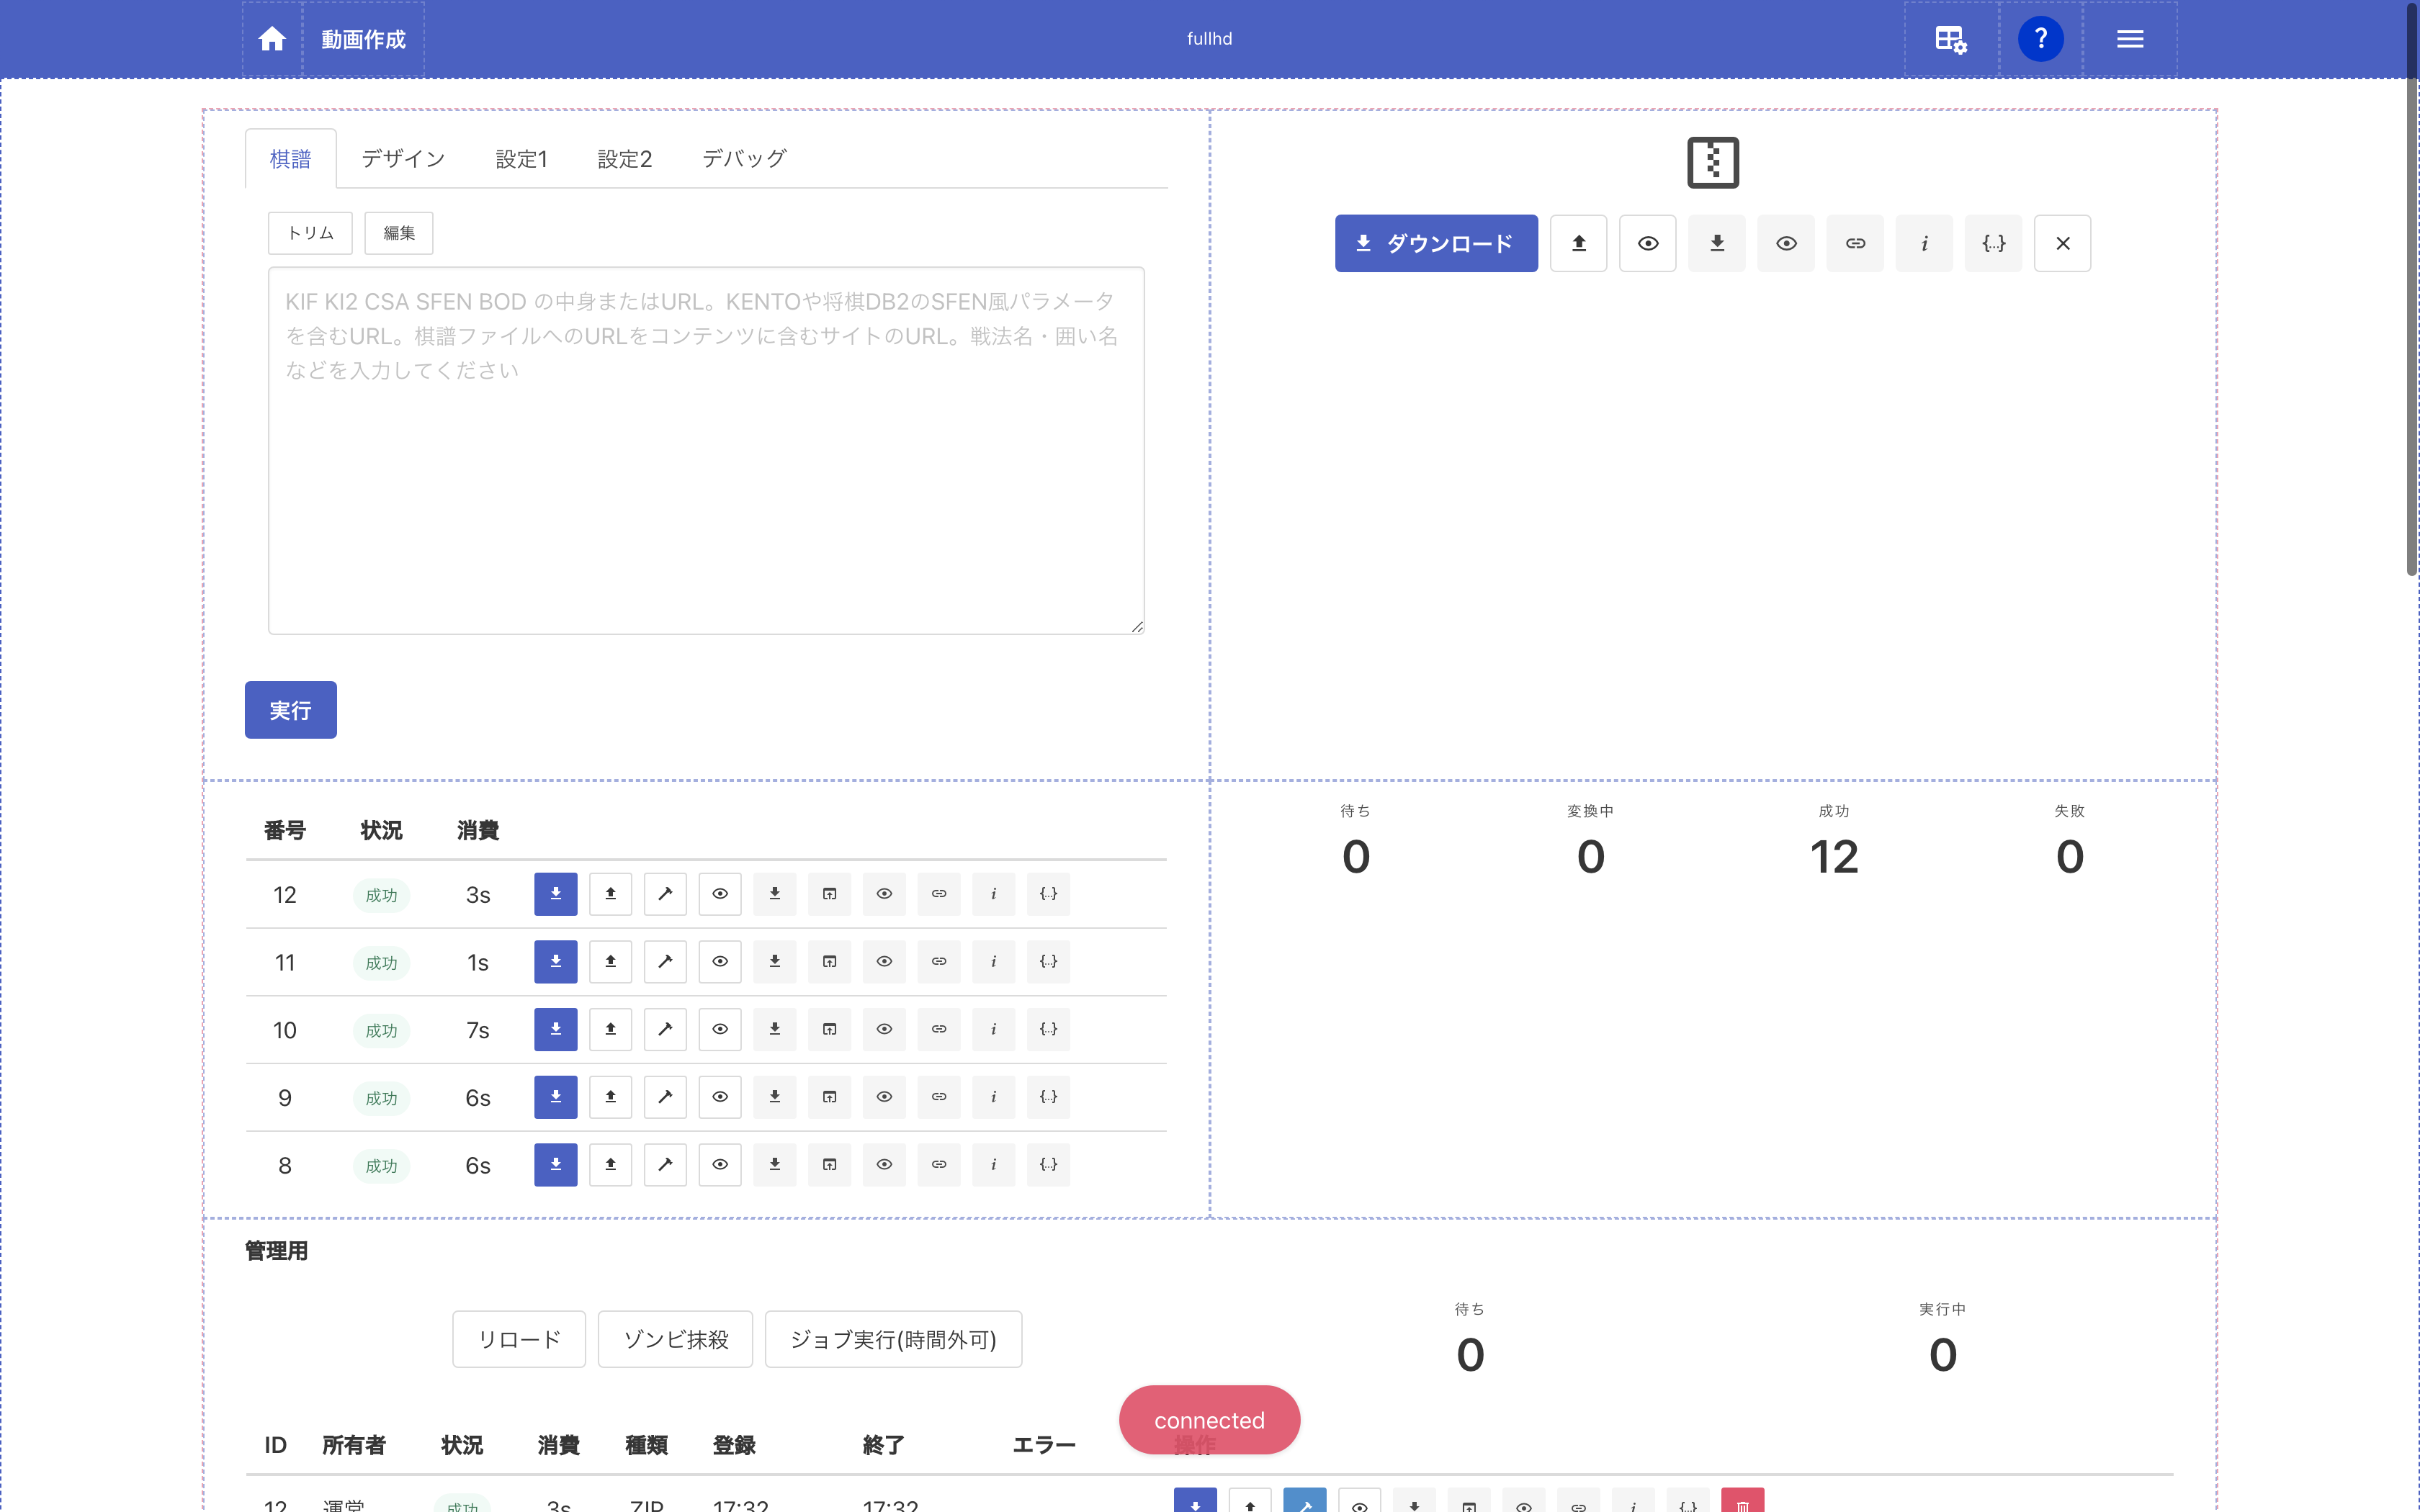 動画作成
fullhd
?
棋譜 デザイン 設定1 設定2 デバッグ
トリム 編集
KIF KI2 CSA SFEN BOD の中身またはURL。KENTOや将棋DB2のSFEN風パラメータ
を含むURL。棋譜ファイルへのURLをコンテンツに含むサイトのURL。戦法名・囲い名
などを入力してください
実行
ダウンロード i {...}
番号 状況 消費
12 成功 3s i {...}
11 成功 1s i {...}
10 成功 7s i {...}
9 成功 6s i {...}
8 成功 6s i {...}
待ち 変換中 成功 失敗
0 0 12 0
管理用
リロード ゾンビ抹殺 ジョブ実行(時間外可)
待ち 実行中
0 0
connected
ID 所有者 状況 消費 種類 登録 終了 エラー 操作
12 運営 成功 3s ZIP 17:32 17:32 i {...}